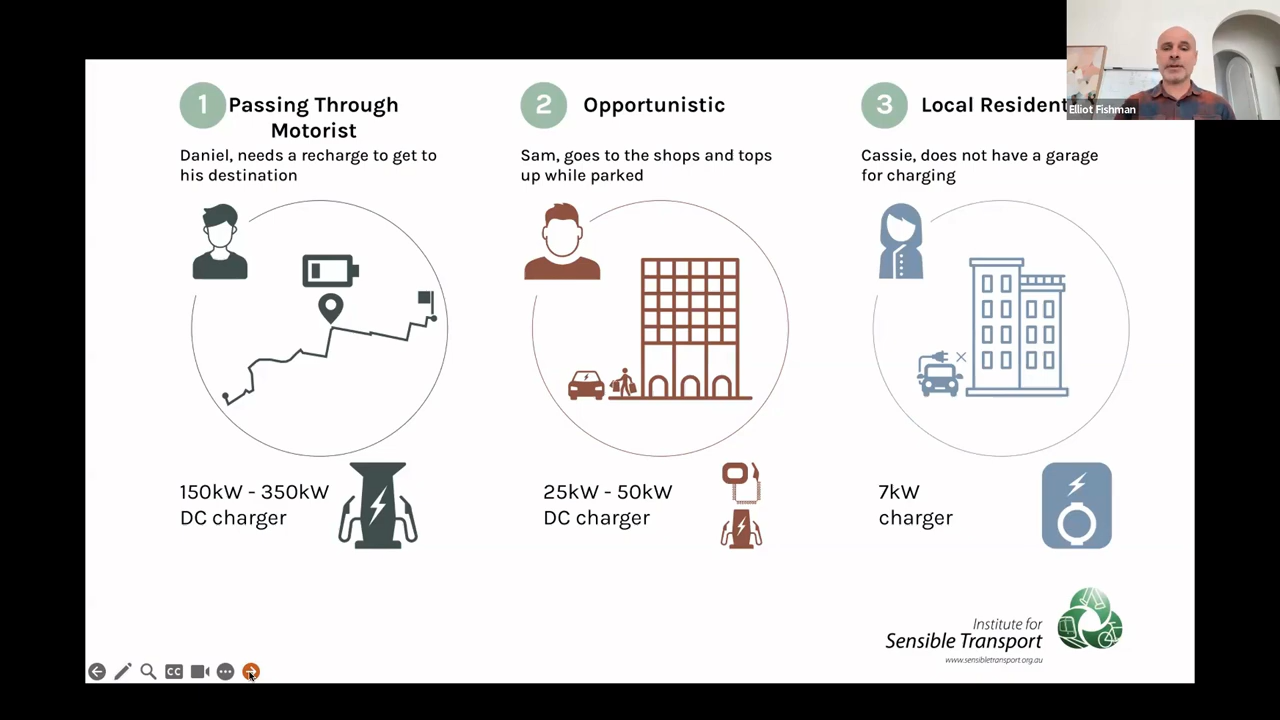 Elliot Fishman
1
Passing Through
Motorist
Daniel, needs a recharge to get to
his destination
150kW - 350kW
DC charger
2
Opportunistic
Sam, goes to the shops and tops
up while parked
25kW - 50kW
DC charger
3
Local Resident
Cassie, does not have a garage
for charging
7kW
charger
Institute for
Sensible Transport
www.sensibletransport.org.au
CC